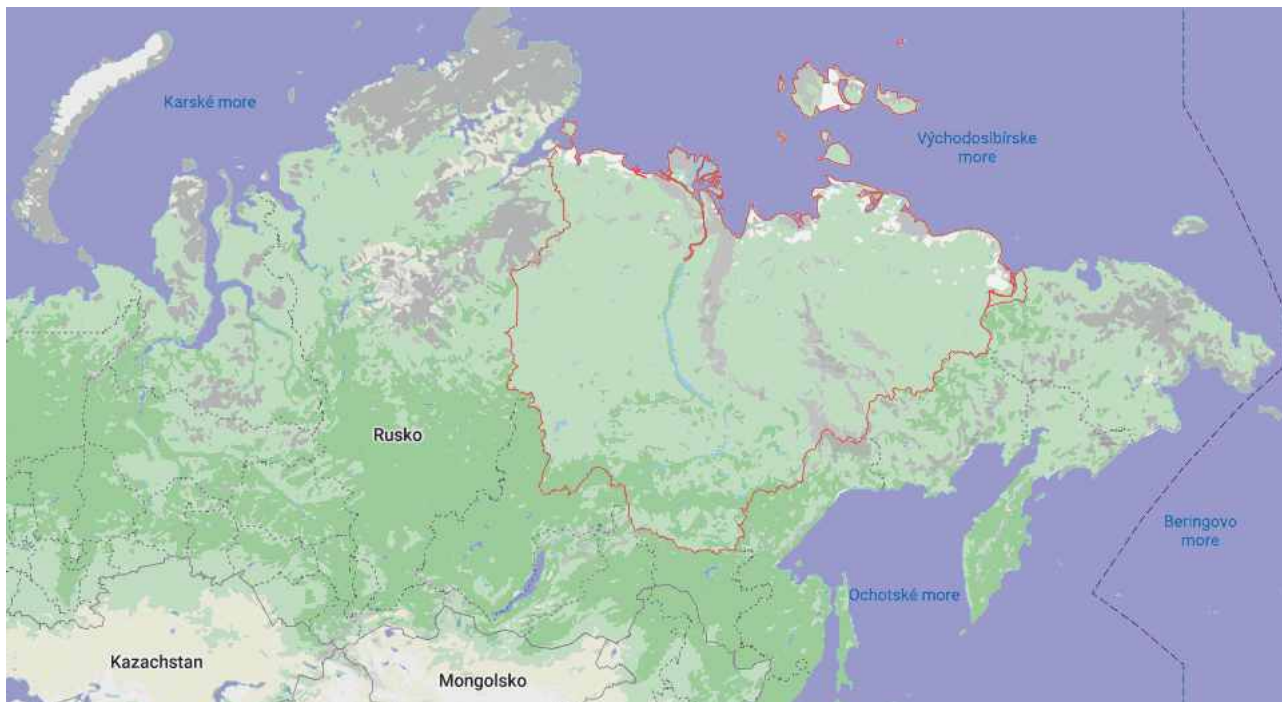 Karské more
Východosibírske
more
Rusko
Beringovo
more
Ochotské more
Kazachstan
Mongolsko